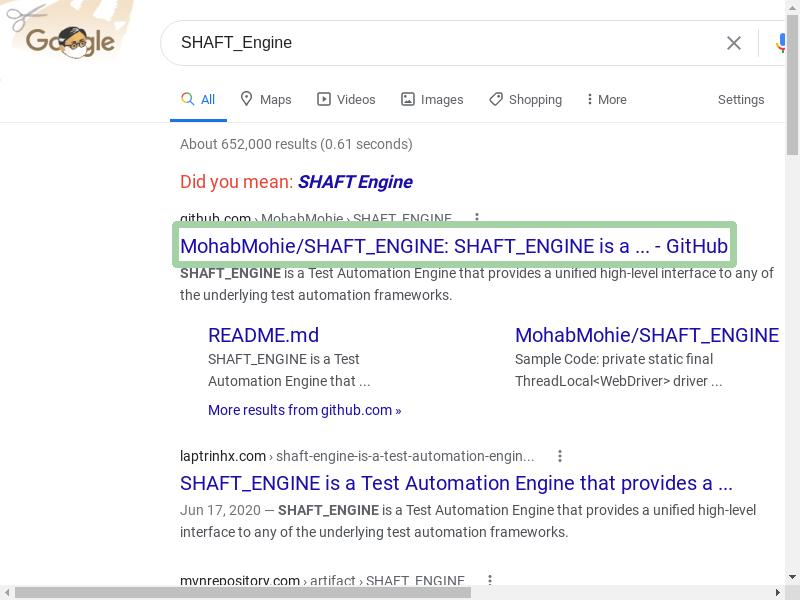 Google
SHAFT_Engine
All Maps Videos Images Shopping More Settings
About 652,000 results (0.61 seconds)
Did you mean: SHAFT Engine
github.com › MohabMohie › SHAFT_ENGINE
MohabMohie/SHAFT_ENGINE: SHAFT_ENGINE is a ... - GitHub
SHAFT_ENGINE is a Test Automation Engine that provides a unified high-level interface to any of
the underlying test automation frameworks.
README.md
SHAFT_ENGINE is a Test
Automation Engine that ...
MohabMohie/SHAFT_ENGINE
Sample Code: private static final
ThreadLocal<WebDriver> driver ...
More results from github.com »
laptrinhx.com › shaft-engine-is-a-test-automation-engin...
SHAFT_ENGINE is a Test Automation Engine that provides a ...
Jun 17, 2020 — SHAFT_ENGINE is a Test Automation Engine that provides a unified high-level
interface to any of the underlying test automation frameworks.
mvnrepository.com › artifact › SHAFT_ENGINE